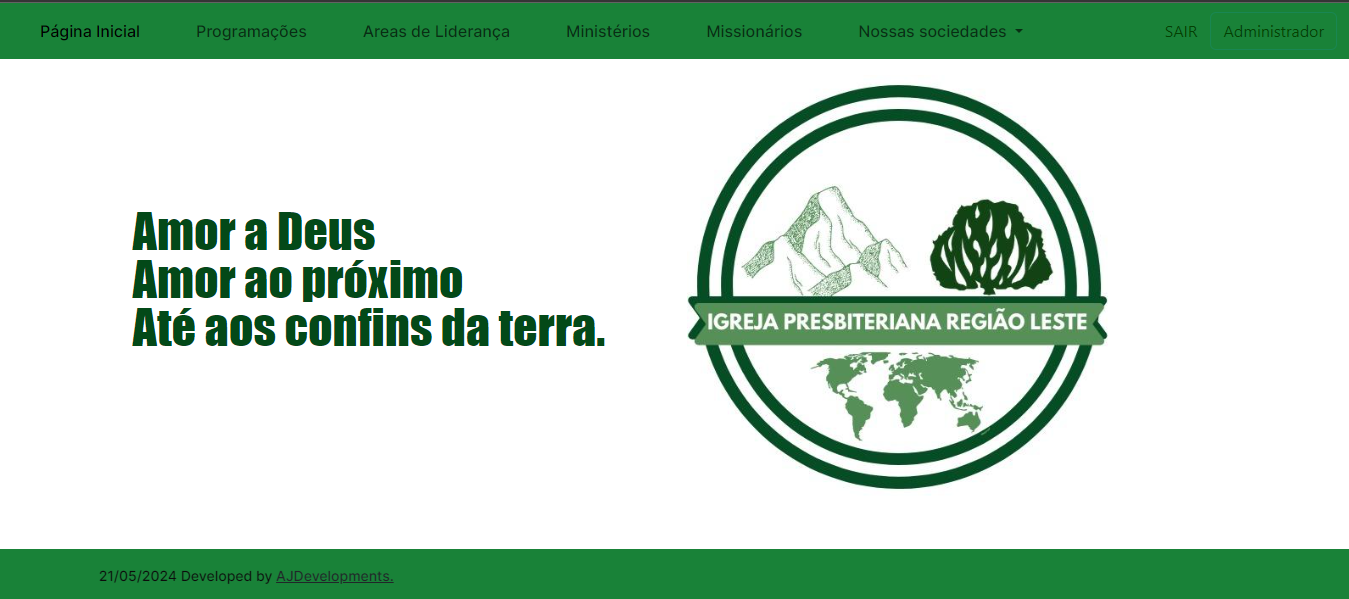 Página Inicial Programações Areas de Liderança Ministérios Missionários Nossas sociedades SAIR Administrador
Amor a Deus
Amor ao próximo
Até aos confins da terra.
IGREJA PRESBITERIANA REGIÃO LESTE
21/05/2024 Developed by AJDevelopments.